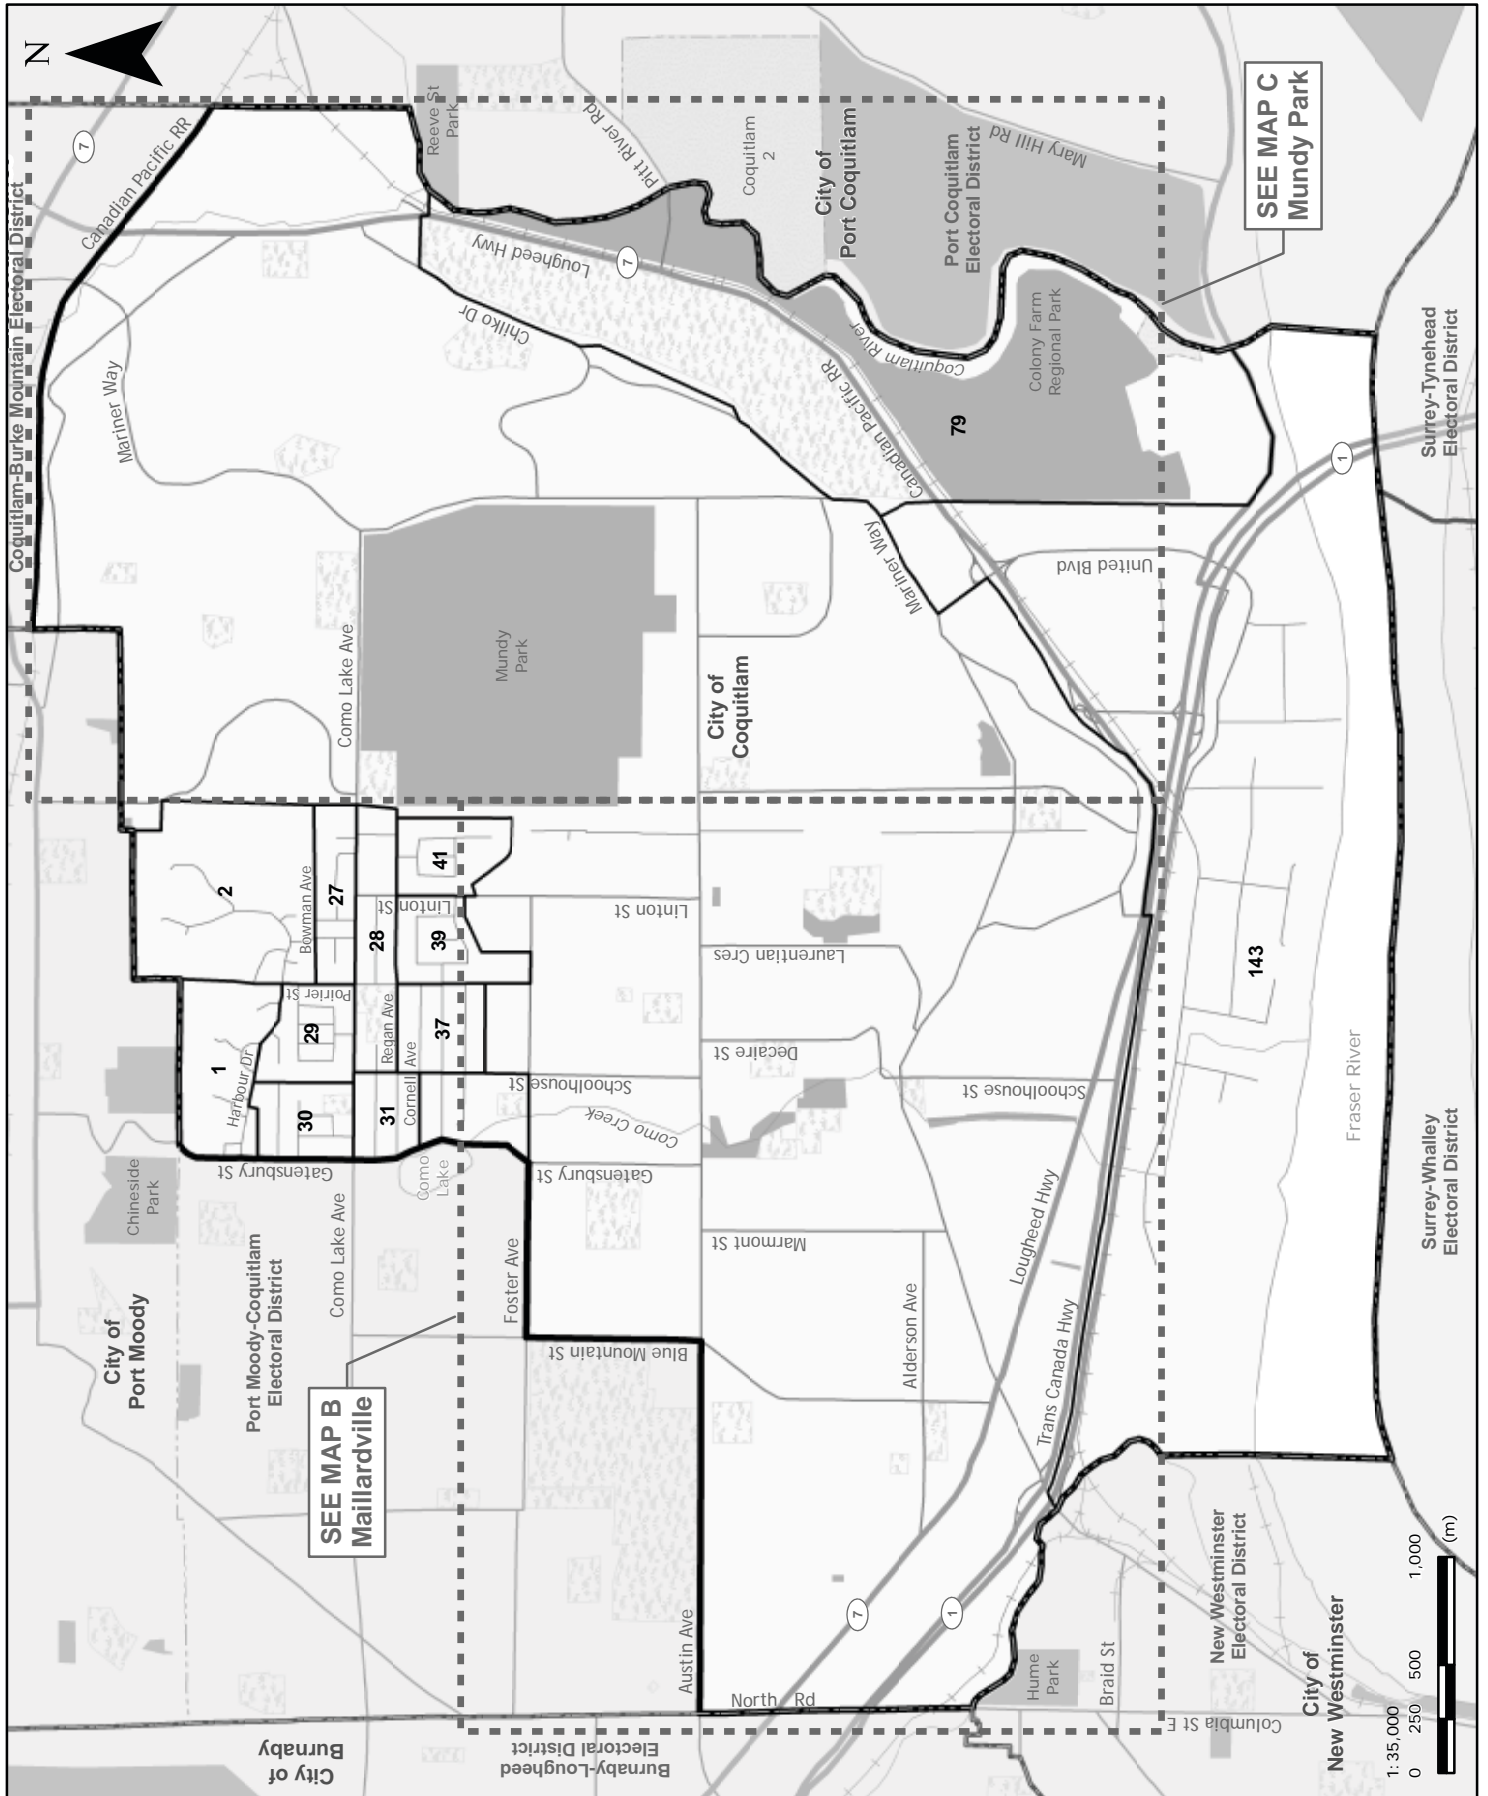 N
Coquitlam-Burke Mountain Electoral District
7
Canadian Pacific RR
Mariner Way
Reeve St
Park
Pitt River Rd
Coquitlam
2
City of
Port Coquitlam
Port Coquitlam
Electoral District
Mary Hill Rd
SEE MAP C
Mundy Park
Lougheed Hwy
7
Chilko Dr
Coquitlam River
Canadian Pacific RR
Colony Farm
Regional Park
79
Surrey-Tynehead
Electoral District
1
Mariner Way
United Blvd
Como Lake Ave
Mundy
Park
City of
Coquitlam
2
Bowman Ave
27
28
Linton St
41
39
Linton St
Laurentian Cres
143
Poirier St
29
Regan Ave
37
1
Harbour Dr
30
31
Cornell Ave
Schoolhouse St
Decaire St
Schoolhouse St
Como Creek
Fraser River
Gatensbury St
Como
Lake
Gatensbury St
Chineside
Park
Como Lake Ave
Foster Ave
Marmont St
Lougheed Hwy
Surrey-Whalley
Electoral District
City of
Port Moody
Port Moody-Coquitlam
Electoral District
Blue Mountain St
Alderson Ave
Trans Canada Hwy
SEE MAP B
Maillardville
Austin Ave
North Rd
7
1
Hume
Park
Braid St
New Westminster
Electoral District
City of
New Westminster
Columbia St E
City of
Burnaby
Burnaby-Lougheed
Electoral District
1: 35,000
0 250 500 1,000
(m)